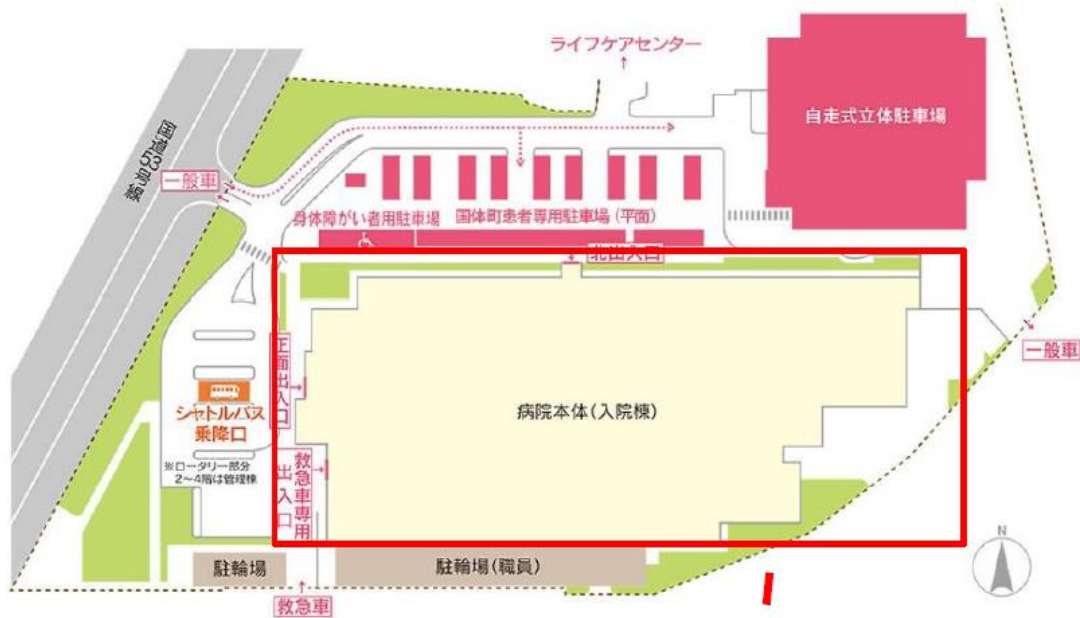 ライフケアセンター
自走式立体駐車場
国道53号線
一般車
身体障がい者用駐車場
国体町患者専用駐車場(平面)
北出入口
正面出入口
一般車
シャトルバス
乗降口
病院本体(入院棟)
※ロータリー部分
2〜4階は管理棟
救急車専用
出入口
駐輪場
駐輪場(職員)
救急車
N